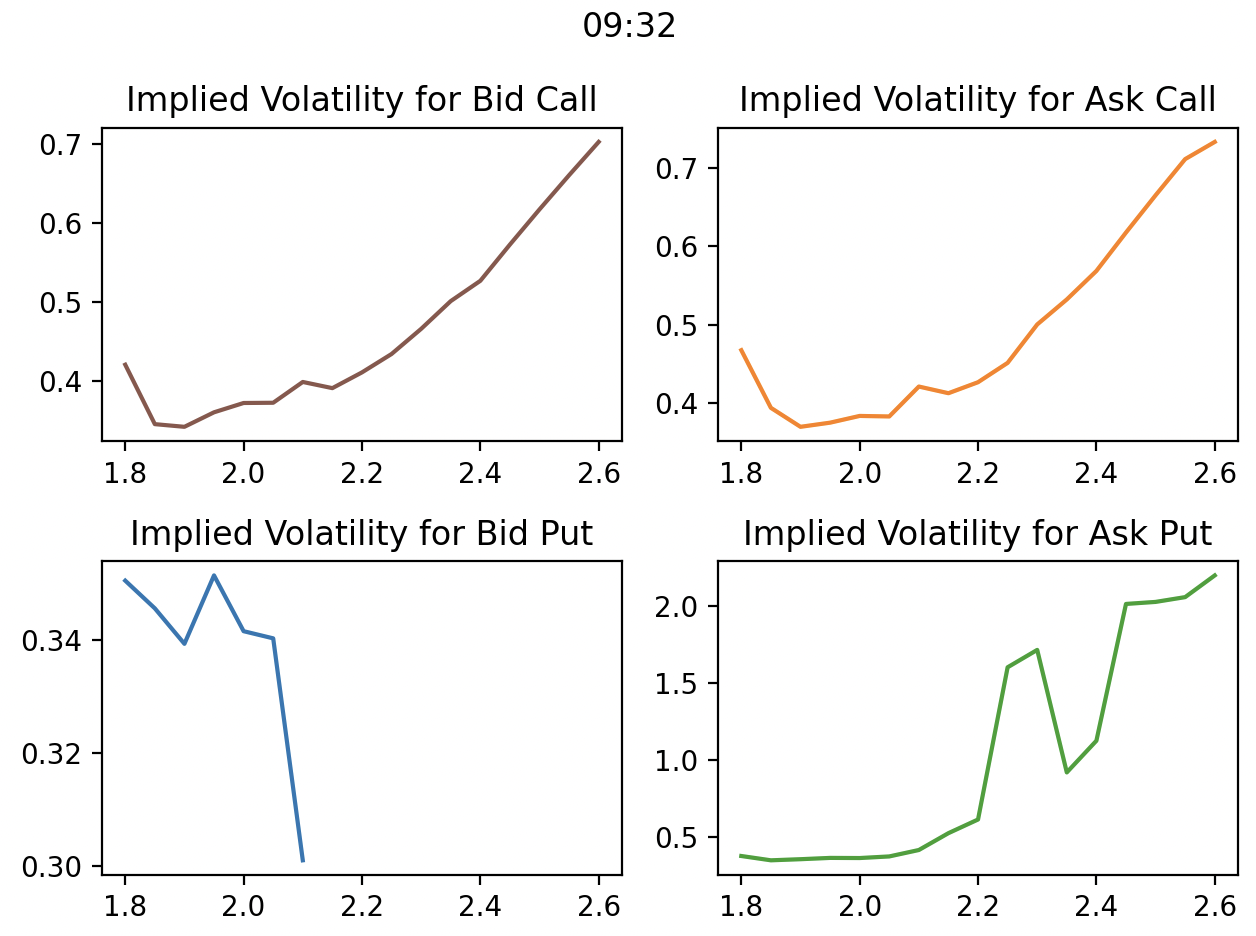 09:32
Implied Volatility for Bid Call
0.7
0.6
0.5
0.4
1.8 2.0 2.2 2.4 2.6
Implied Volatility for Ask Call
0.7
0.6
0.5
0.4
1.8 2.0 2.2 2.4 2.6
Implied Volatility for Bid Put
0.34
0.32
0.30
1.8 2.0 2.2 2.4 2.6
Implied Volatility for Ask Put
2.0
1.5
1.0
0.5
1.8 2.0 2.2 2.4 2.6